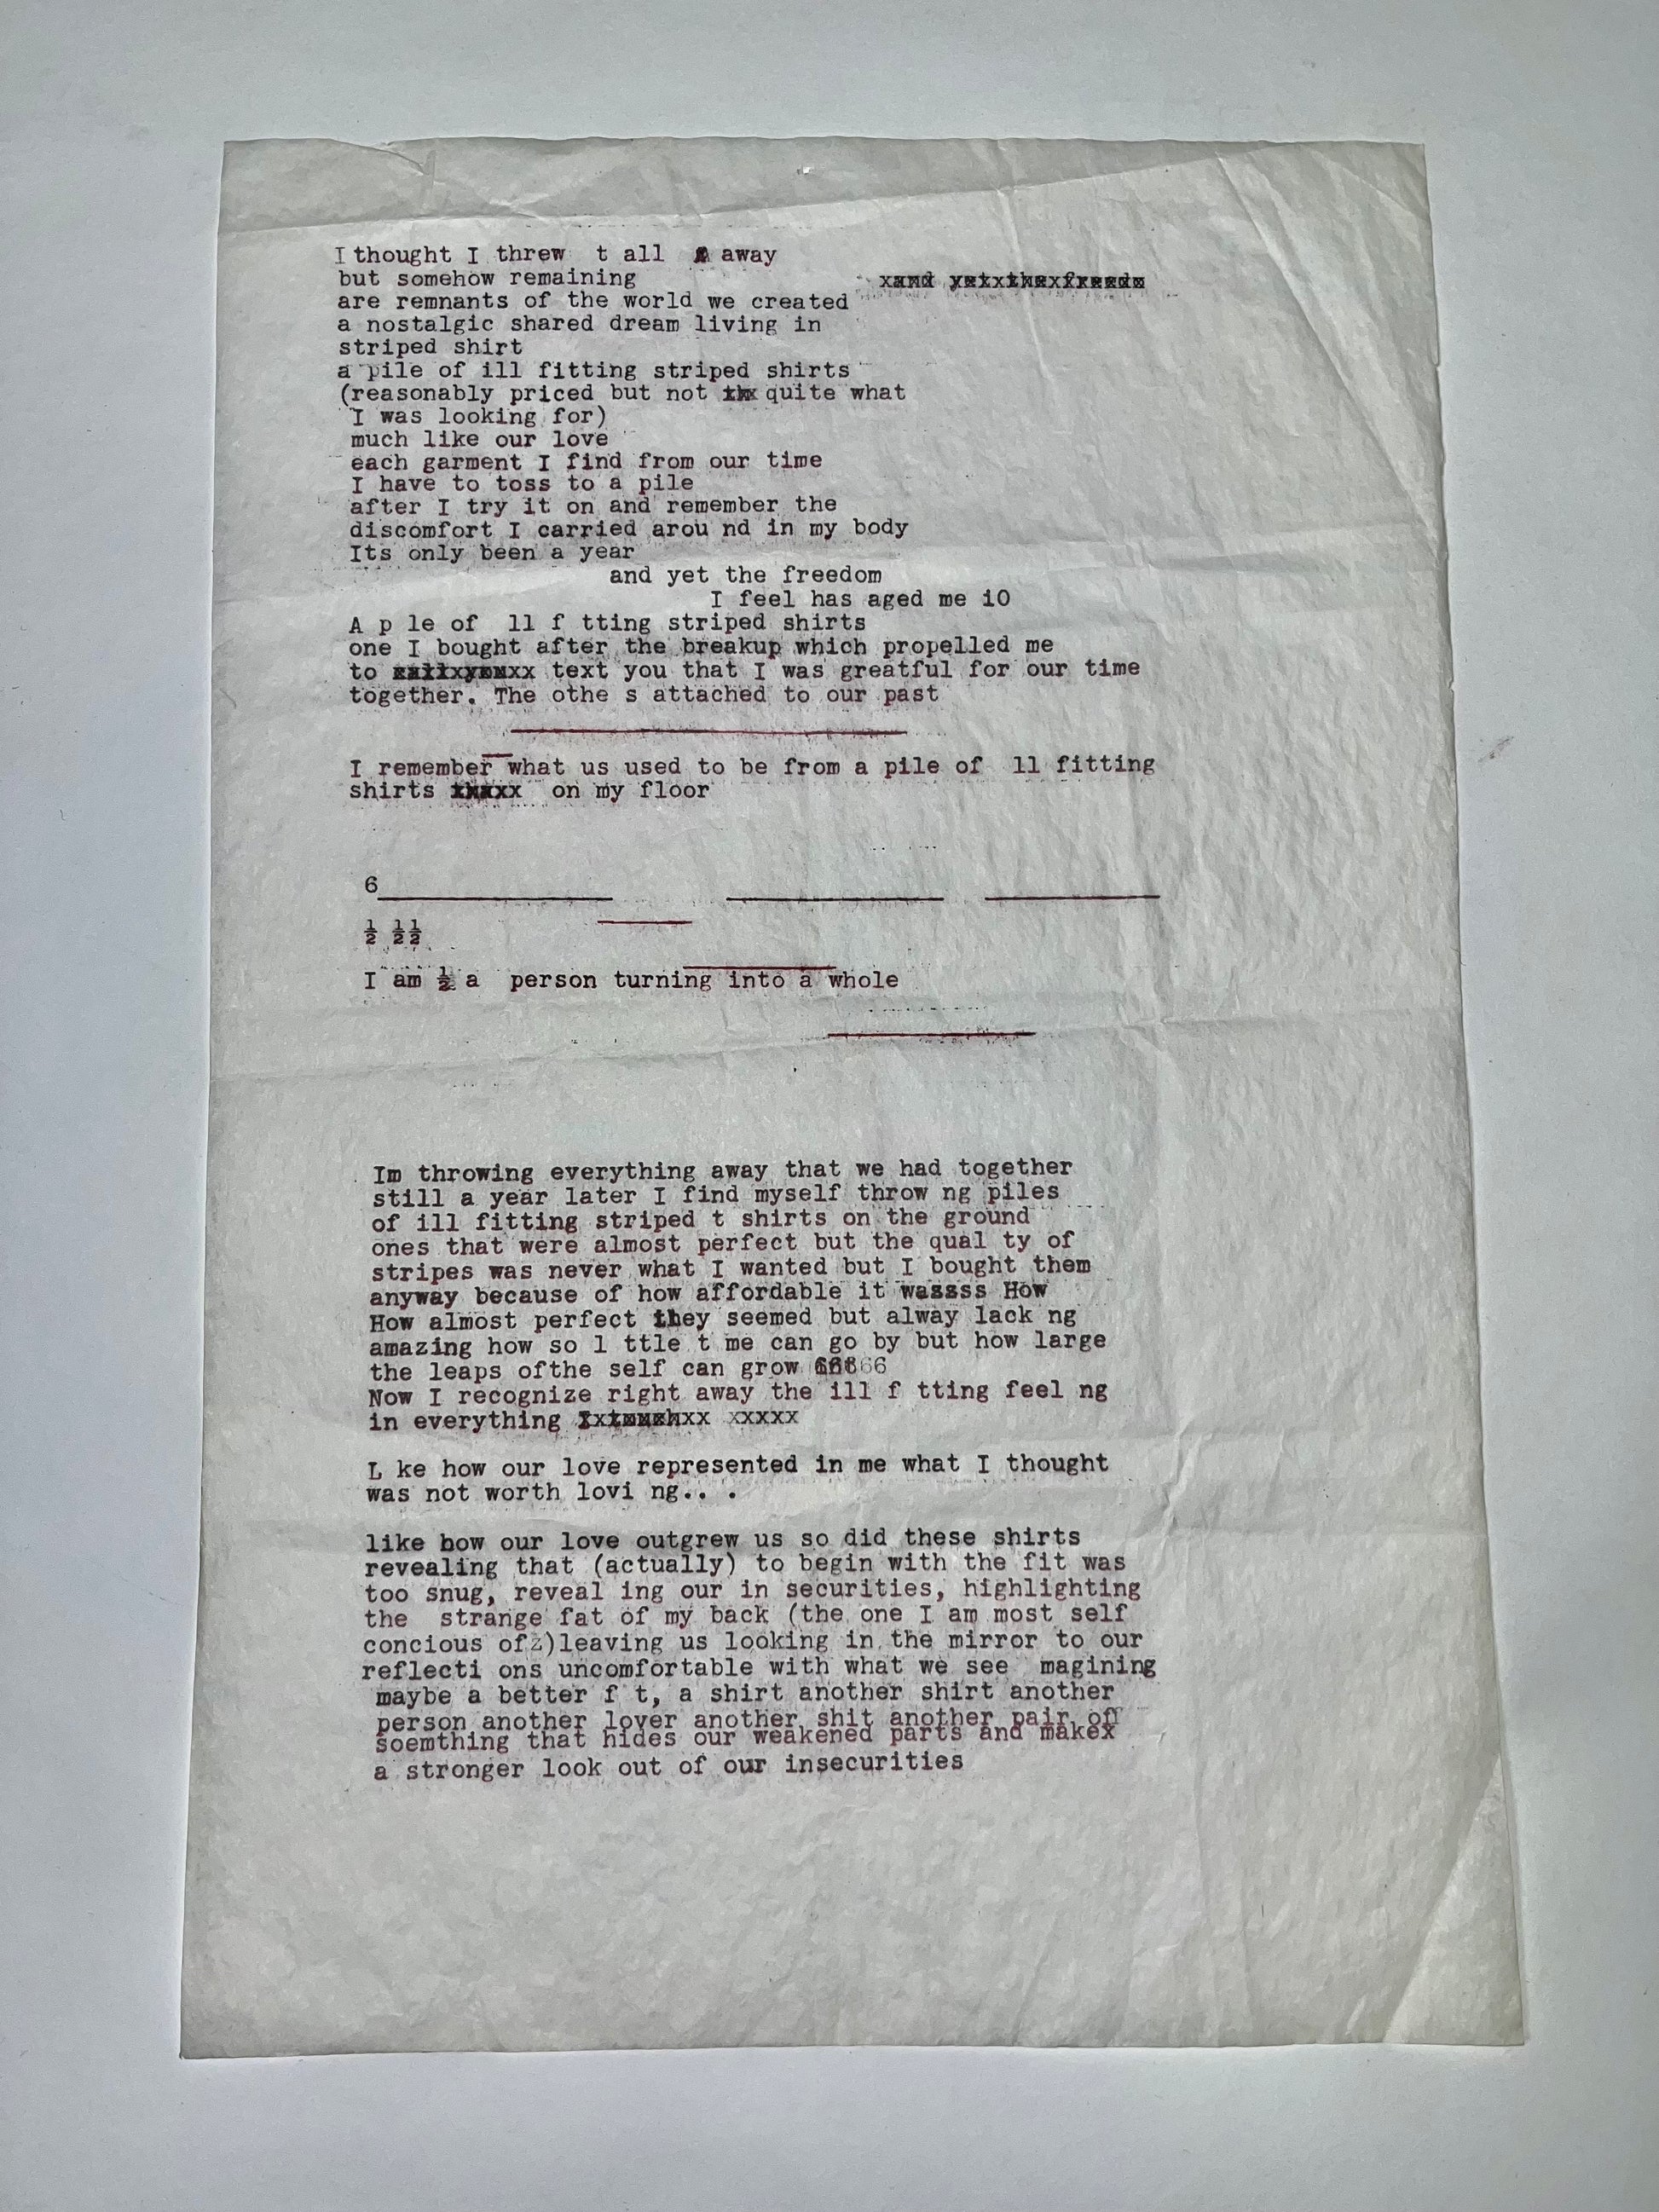 I thought I threw  t all   away
but somehow remaining                 xand yetxthexfreedo
are remnants of the world we created
a nostalgic shared dream living in
striped shirt
a pile of ill fitting striped shirts
(reasonably priced but not quite what
I was looking for)
much like our love
each garment I find from our time
I have to toss to a pile
after I try it on and remember the
discomfort I carried arou nd in my body
Its only been a year
and yet the freedom
I feel has aged me i0
A p le of  ll f tting striped shirts
one I bought after the breakup which propelled me
to xallxyouxx text you that I was greatful for our time
together. The othe s attached to our past
I remember what us used to be from a pile of  ll fitting
shirts on my floor
6
½ ½½
I am ½ a  person turning into a whole
Im throwing everything away that we had together
still a year later I find myself throw ng piles
of ill fitting striped t shirts on the ground
ones that were almost perfect but the qual ty of
stripes was never what I wanted but I bought them
anyway because of how affordable it wassss How
How almost perfect they seemed but alway lack ng
amazing how so l ttle t me can go by but how large
the leaps ofthe self can grow 66666
Now I recognize right away the ill f tting feel ng
in everything xxxxx
L ke how our love represented in me what I thought
was not worth lovi ng.. .
like how our love outgrew us so did these shirts
revealing that (actually) to begin with the fit was
too snug, reveal ing our in securities, highlighting
the  strange fat of my back (the one I am most self
concious ofz)leaving us looking in the mirror to our
reflecti ons uncomfortable with what we see  magining
maybe a better f t, a shirt another shirt another
person another lover another shit another pair off
soemthing that hides our weakened parts and makex
a stronger look out of our insecurities